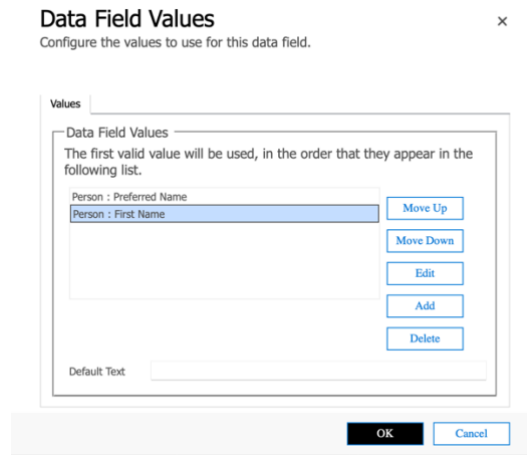 Data Field Values
×
Configure the values to use for this data field.
Values
Data Field Values
The first valid value will be used, in the order that they appear in the
following list.
Person : Preferred Name
Person : First Name
Move Up
Move Down
Edit
Add
Delete
Default Text
OK
Cancel